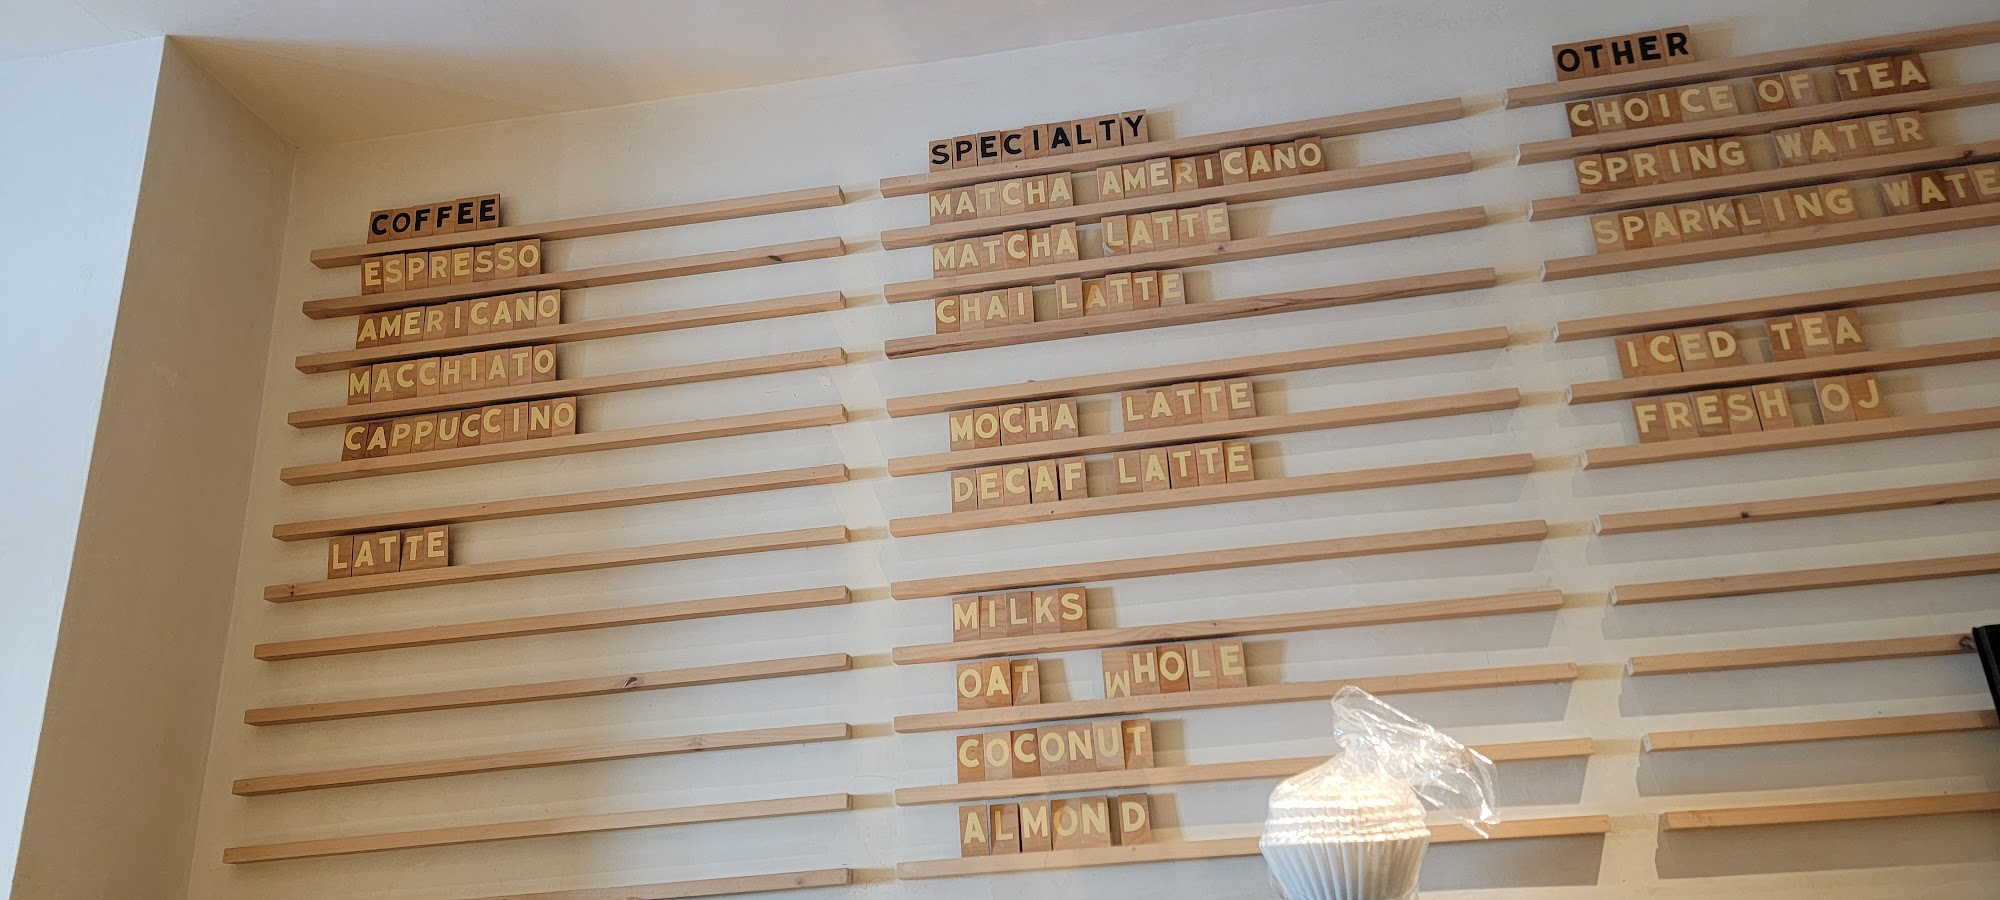 COFFEE
ESPRESSO
AMERICANO
MACCHIATO
CAPPUCCINO
LATTE
SPECIALTY
MATCHA AMERICANO
MATCHA LATTE
CHAI LATTE
MOCHA LATTE
DECAF LATTE
MILKS
OAT WHOLE
COCONUT
ALMOND
OTHER
CHOICE OF TEA
SPRING WATER
SPARKLING WATE
ICED TEA
FRESH OJ